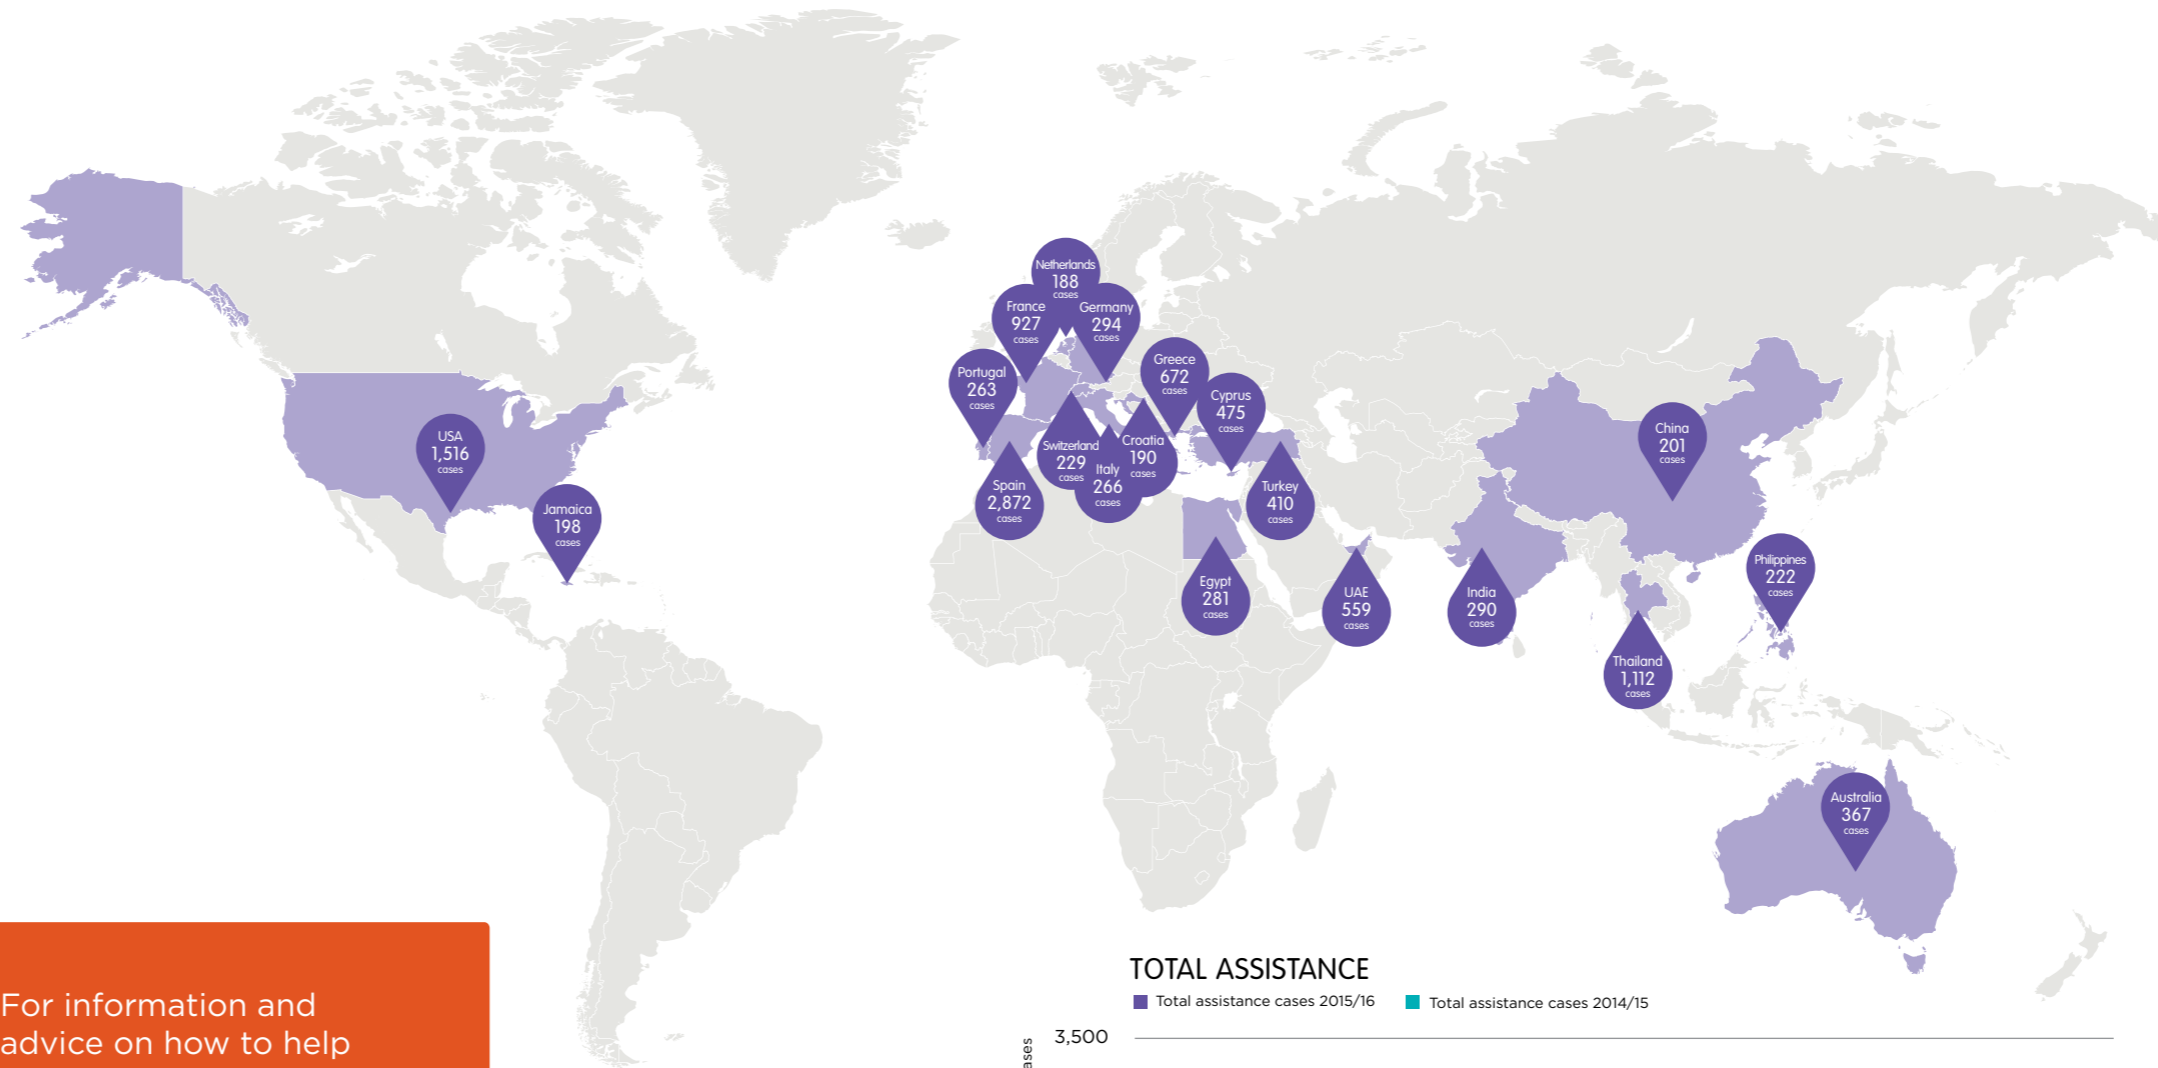 Netherlands
188
cases
France
927
cases
Germany
294
cases
Portugal
263
cases
Greece
672
cases
Cyprus
475
cases
USA
1,516
cases
Switzerland
229
cases
Croatia
190
cases
Italy
266
cases
Spain
2,872
cases
Turkey
410
cases
China
201
cases
Jamaica
198
cases
Egypt
281
cases
UAE
559
cases
India
290
cases
Philippines
222
cases
Thailand
1,112
cases
Australia
367
cases
For information and
advice on how to help
TOTAL ASSISTANCE
Total assistance cases 2015/16
Total assistance cases 2014/15
3,500
ases